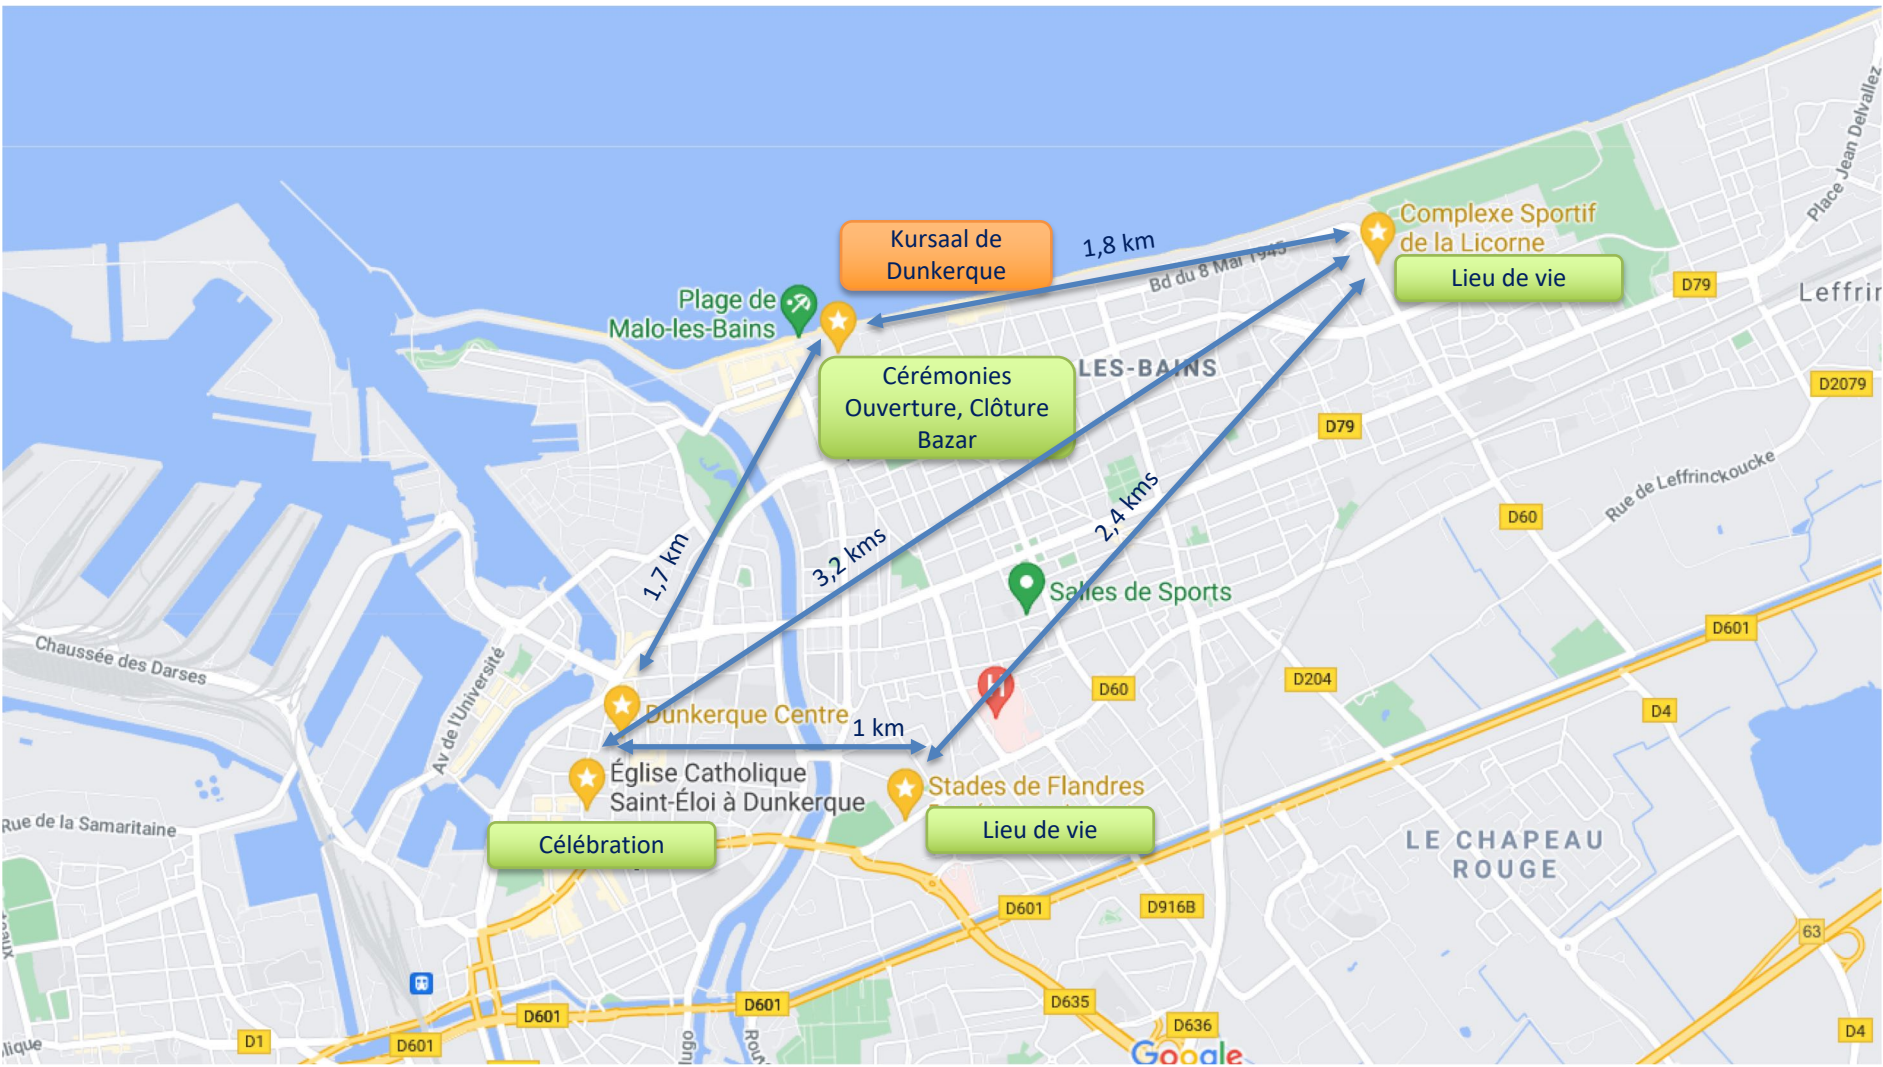 Place Jean Delvallez
Complexe Sportif
de la Licorne
Lieu de vie
Kursaal de
Dunkerque
1,8 km
Bd du 8 Mai 1945
D79
Plage de
Malo-les-Bains
Cérémonies
Ouverture, Clôture
Bazar
LES-BAINS
D2079
D79
Rue de Leffrinckoucke
D60
2,4 kms
3,2 kms
1,7 km
Salles de Sports
D601
Chaussée des Darses
Av de l'Université
D60
D204
D4
Dunkerque Centre
1 km
Église Catholique
Saint-Éloi à Dunkerque
Célébration
Stades de Flandres
Lieu de vie
Rue de la Samaritaine
LE CHAPEAU
ROUGE
D601
D916B
63
D601
D601
D635
D636
D1
D601
D4
Google